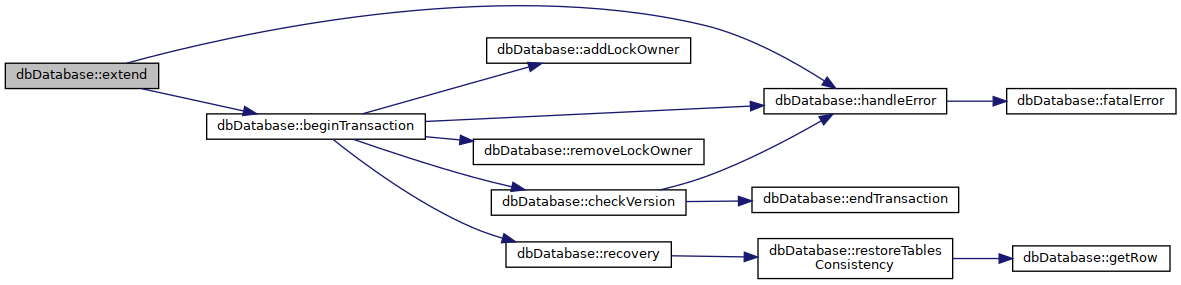 dbDatabase::extend
dbDatabase::beginTransaction
dbDatabase::addLockOwner
dbDatabase::removeLockOwner
dbDatabase::checkVersion
dbDatabase::recovery
dbDatabase::handleError
dbDatabase::endTransaction
dbDatabase::restoreTables
Consistency
dbDatabase::fatalError
dbDatabase::getRow